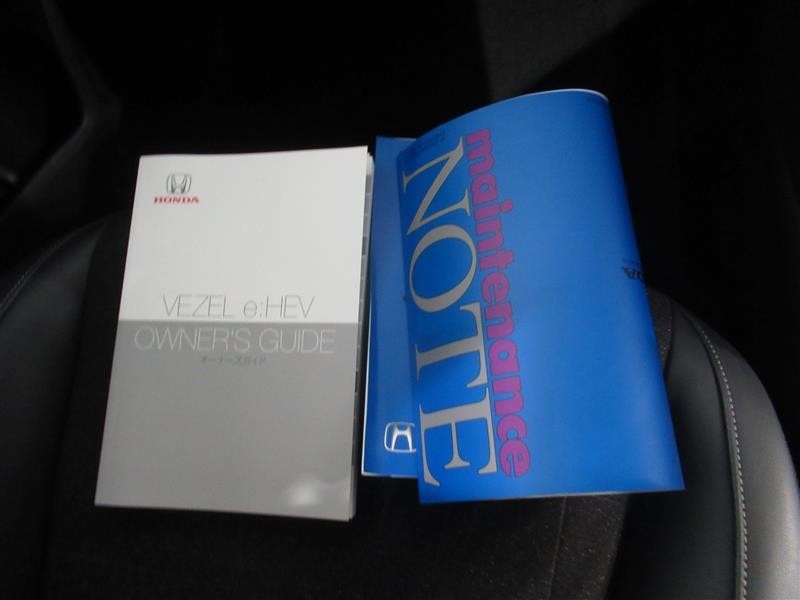 HONDA
VEZEL e:HEV
OWNER'S GUIDE
オーナーズガイド
maintenance
NOTE